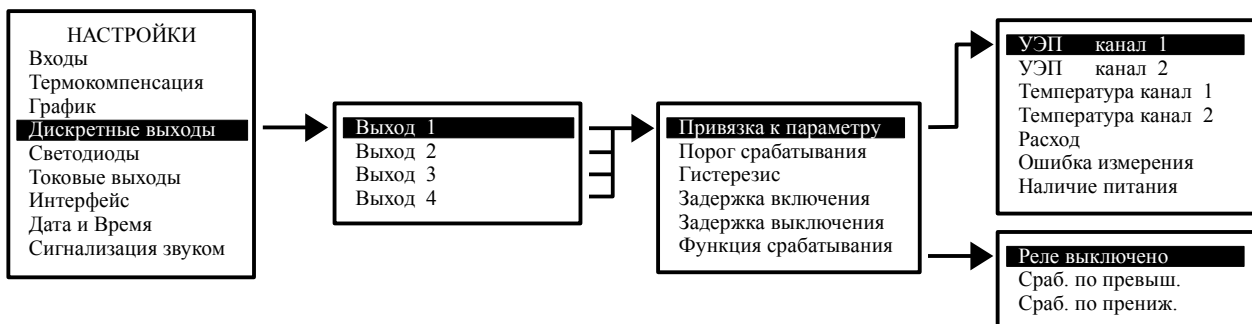 НАСТРОЙКИ
Входы
Термокомпенсация
График
Дискретные выходы
Светодиоды
Токовые выходы
Интерфейс
Дата и Время
Сигнализация звуком
Выход 1
Выход 2
Выход 3
Выход 4
Привязка к параметру
Порог срабатывания
Гистерезис
Задержка включения
Задержка выключения
Функция срабатывания
УЭП канал 1
УЭП канал 2
Температура канал 1
Температура канал 2
Расход
Ошибка измерения
Наличие питания
Реле выключено
Сраб. по превыш.
Сраб. по прениж.